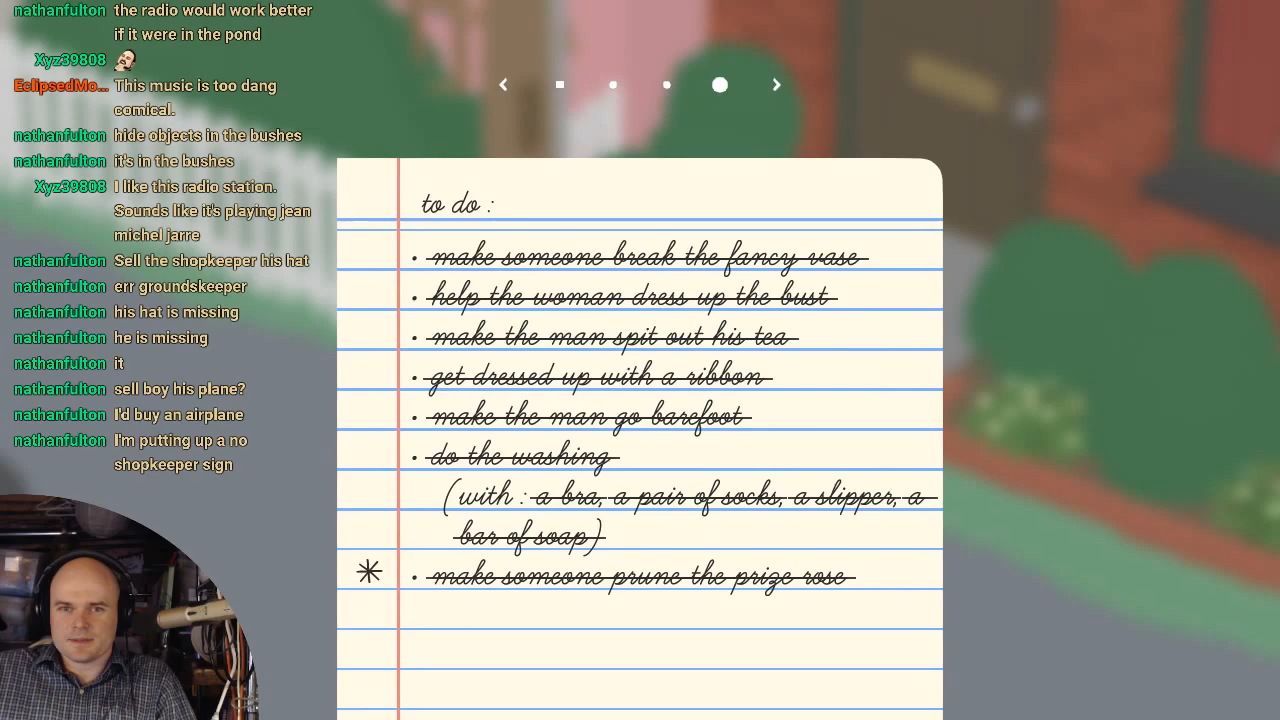 nathanfulton the radio would work better
if it were in the pond
Xyz39808
EclipsedMo... This music is too dang
comical.
nathanfulton hide objects in the bushes
nathanfulton it's in the bushes
Xyz39808 I like this radio station.
Sounds like it's playing jean
michel jarre
nathanfulton Sell the shopkeeper his hat
nathanfulton err groundskeeper
nathanfulton his hat is missing
nathanfulton he is missing
nathanfulton it
nathanfulton sell boy his plane?
nathanfulton I'd buy an airplane
nathanfulton I'm putting up a no
shopkeeper sign
to do :
• make someone break the fancy vase
• help the woman dress up the bust
• make the man spit out his tea
• get dressed up with a ribbon
• make the man go barefoot
• do the washing
(with : a bra, a pair of socks, a slipper, a
bar of soap)
• make someone prune the prize rose